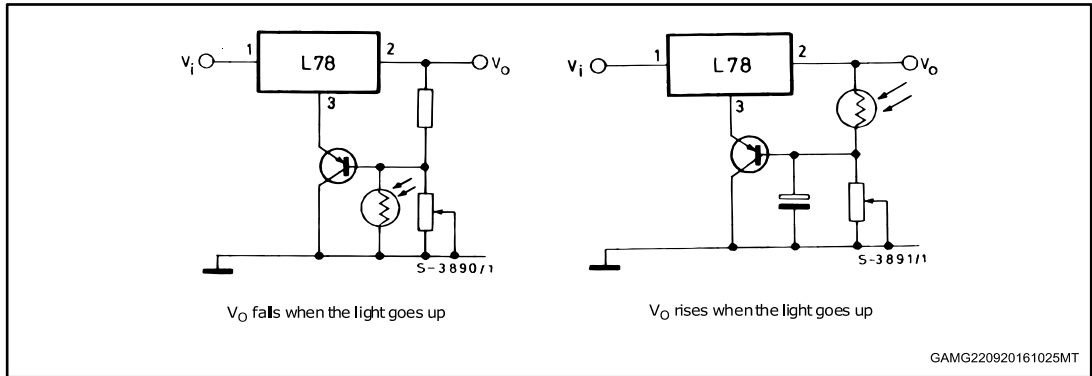 L78
1
2
3
Vi
VO
S-3890/1
VO falls when the light goes up
L78
1
2
3
Vi
VO
S-3891/1
VO rises when the light goes up
GAMG220920161025MT